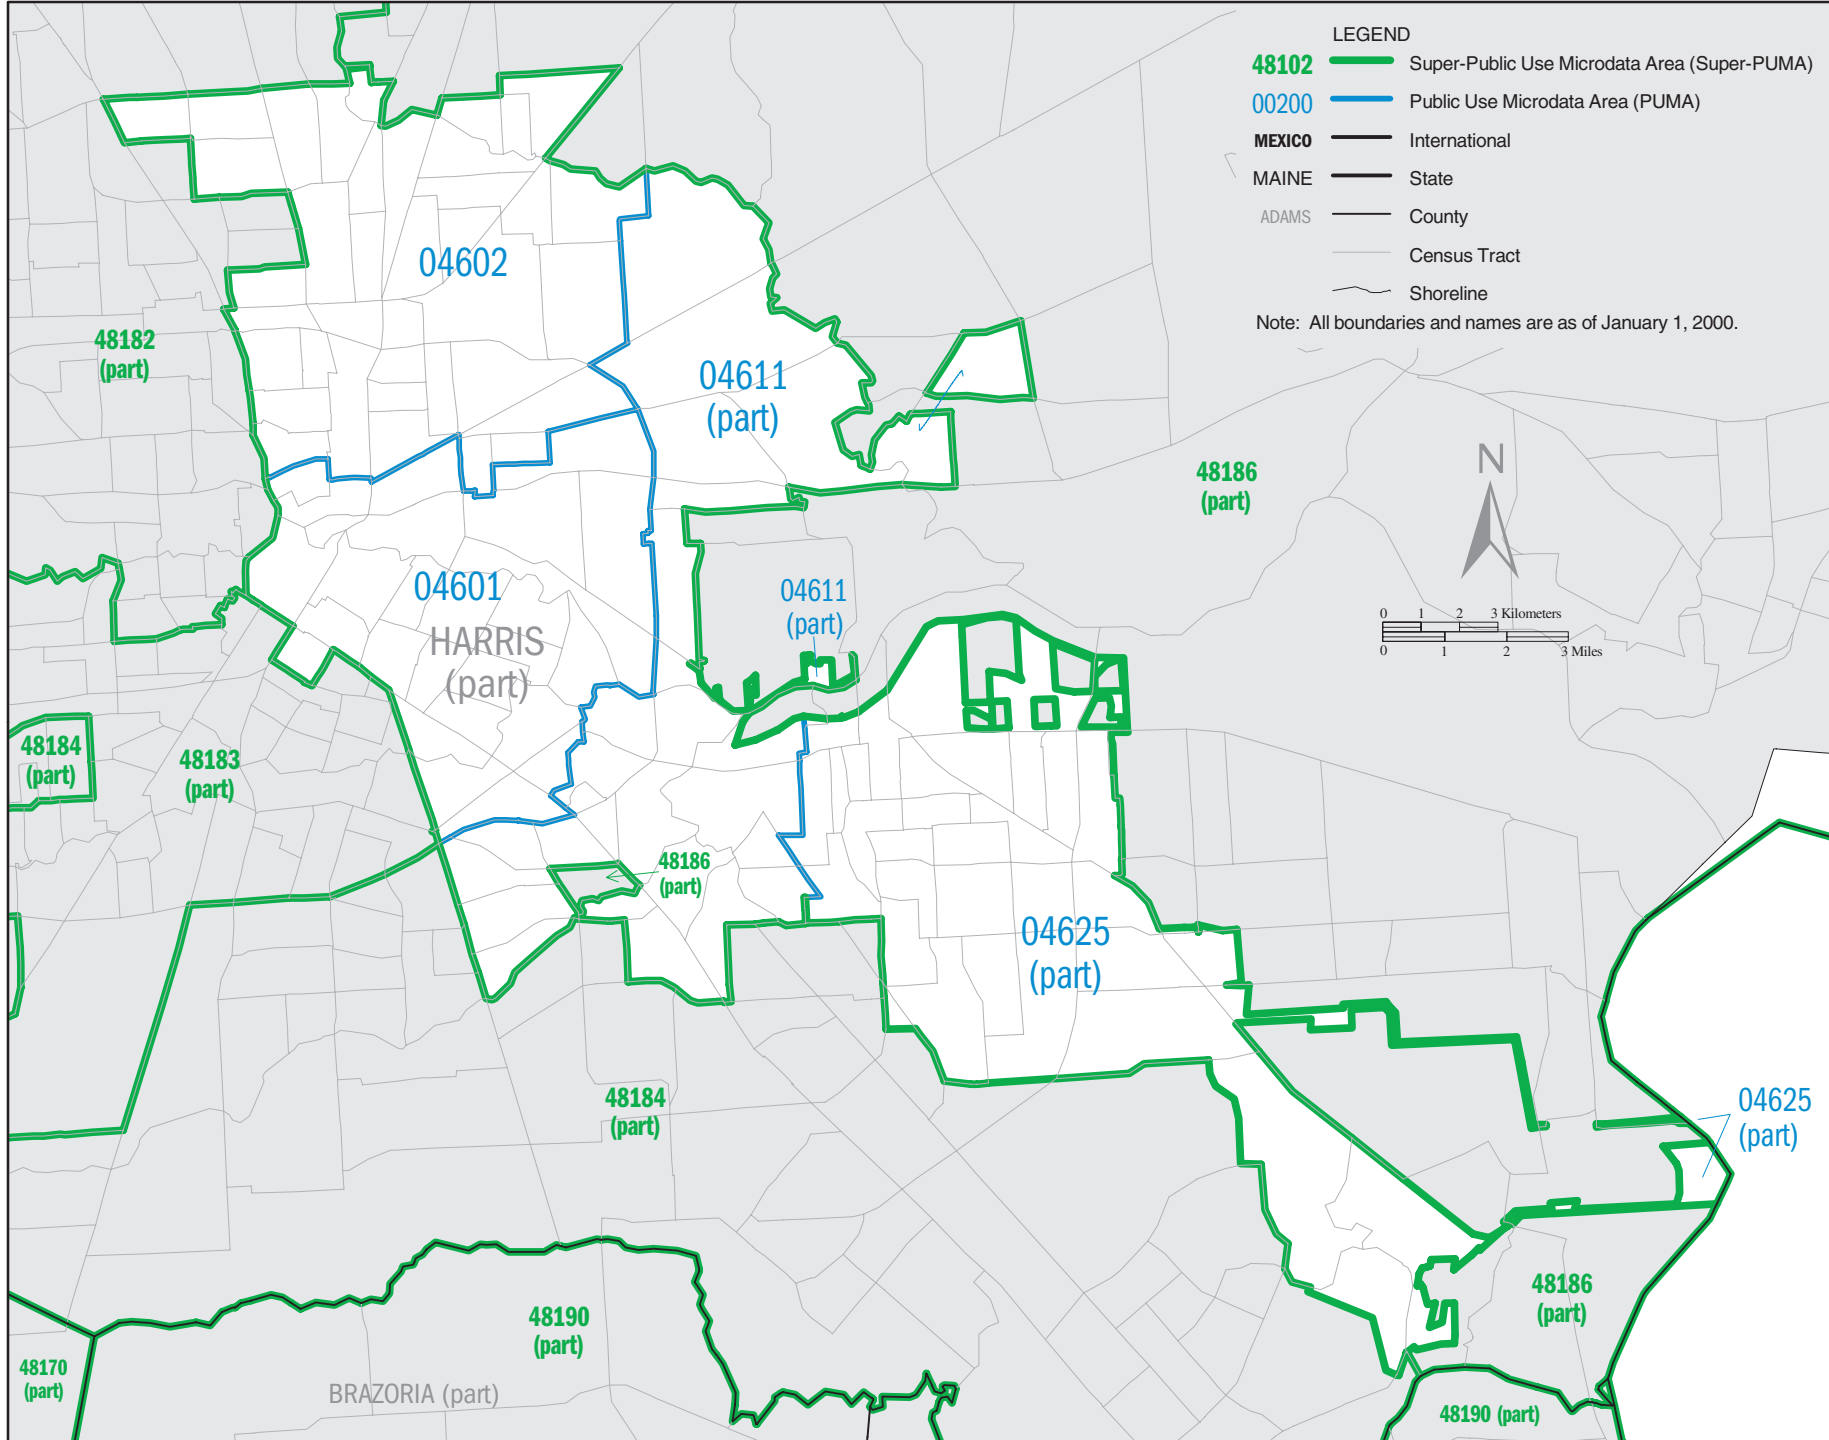 LEGEND
48102 Super-Public Use Microdata Area (Super-PUMA)
00200 Public Use Microdata Area (PUMA)
MEXICO International
MAINE State
ADAMS County
Census Tract
Shoreline
Note: All boundaries and names are as of January 1, 2000.
04602
48182
(part)
04611
(part)
48186
(part)
N
04601
04611
(part)
HARRIS
(part)
0 1 2 3 Kilometers
0 1 2 3 Miles
48184
(part)
48183
(part)
48186
(part)
04625
(part)
48184
(part)
04625
(part)
48186
(part)
48190
(part)
48170
(part)
BRAZORIA (part)
48190 (part)